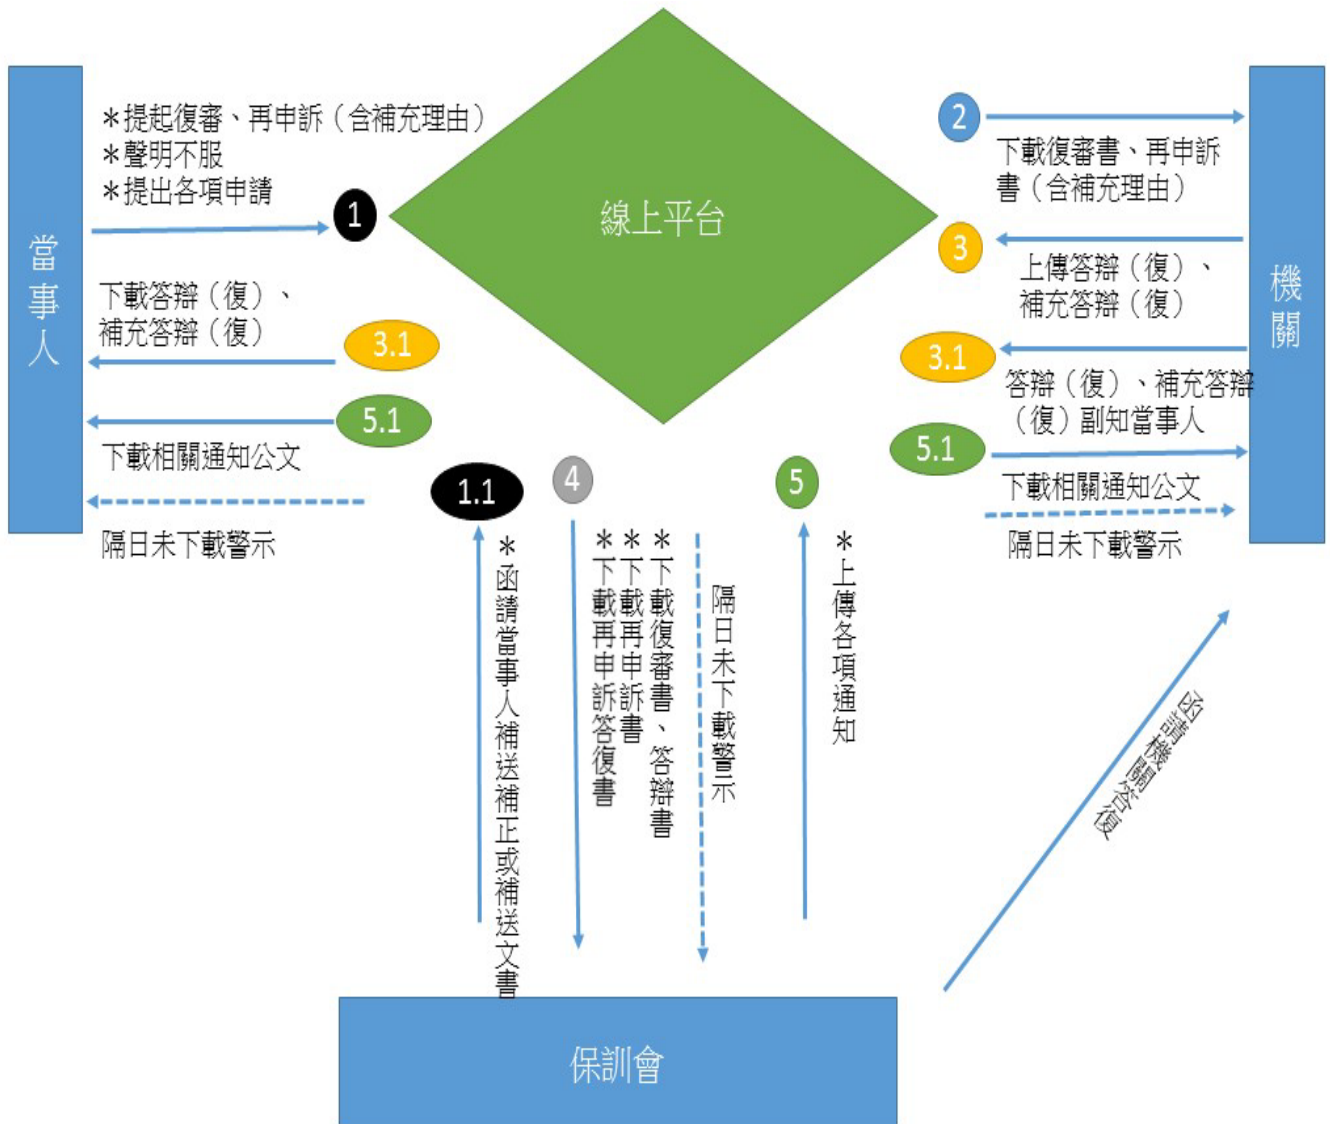 ＊提起復審、再申訴（含補充理由）
＊聲明不服
＊提出各項申請
1
線上平台
2
下載復審書、再申訴
書（含補充理由）
3
上傳答辯（復）、
補充答辯（復）
當事人
機關
下載答辯（復）、
補充答辯（復）
3.1
3.1
答辯（復）、補充答辯
（復）副知當事人
5.1
下載相關通知公文
隔日未下載警示
5.1
下載相關通知公文
隔日未下載警示
1.1
＊函請當事人補送補正或補送文書
4
＊下載復審書、答辯書
＊下載再申訴書
＊下載再申訴答復書
隔日未下載警示
5
＊上傳各項通知
函請機關答復
保訓會